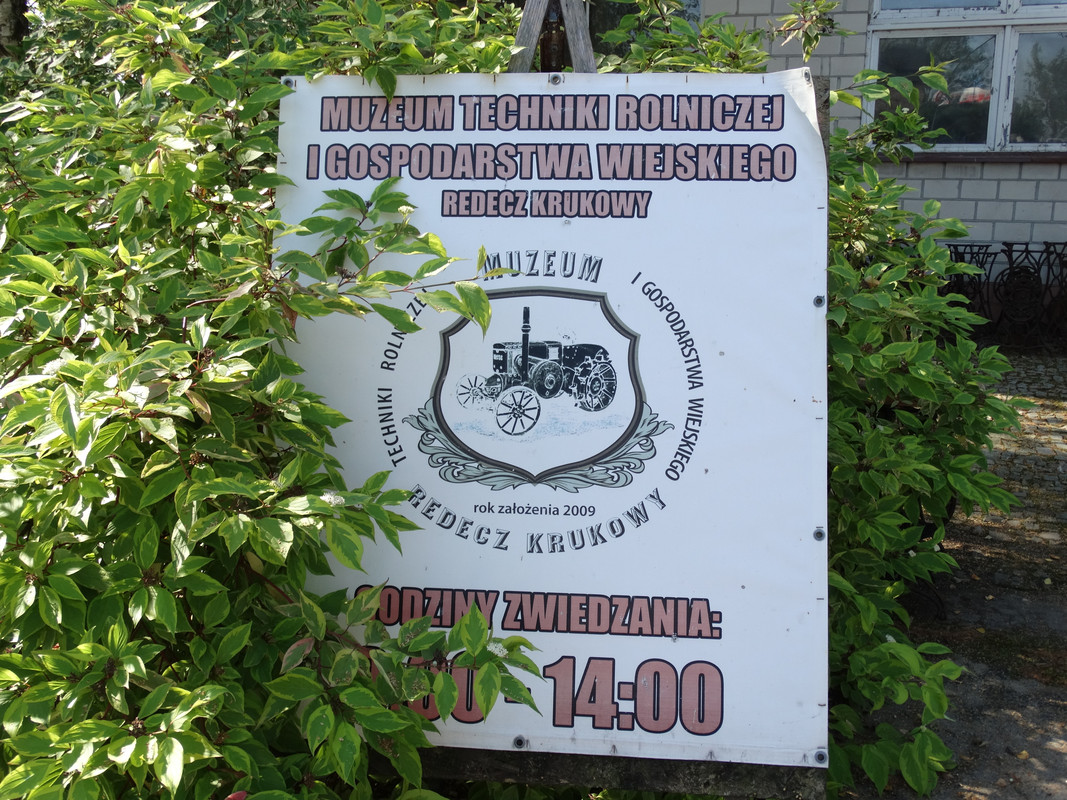 MUZEUM TECHNIKI ROLNICZEJ
I GOSPODARSTWA WIEJSKIEGO
REDECZ KRUKOWY
MUZEUM
TECHNIKI
I GOSPODARSTWA WIEJSKIEGO
rok założenia 2009
REDECZ KRUKOWY
GODZINY ZWIEDZANIA:
- 14:00